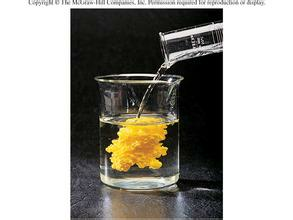 Copyright © The McGraw-Hill Companies, Inc. Permission required for reproduction or display.